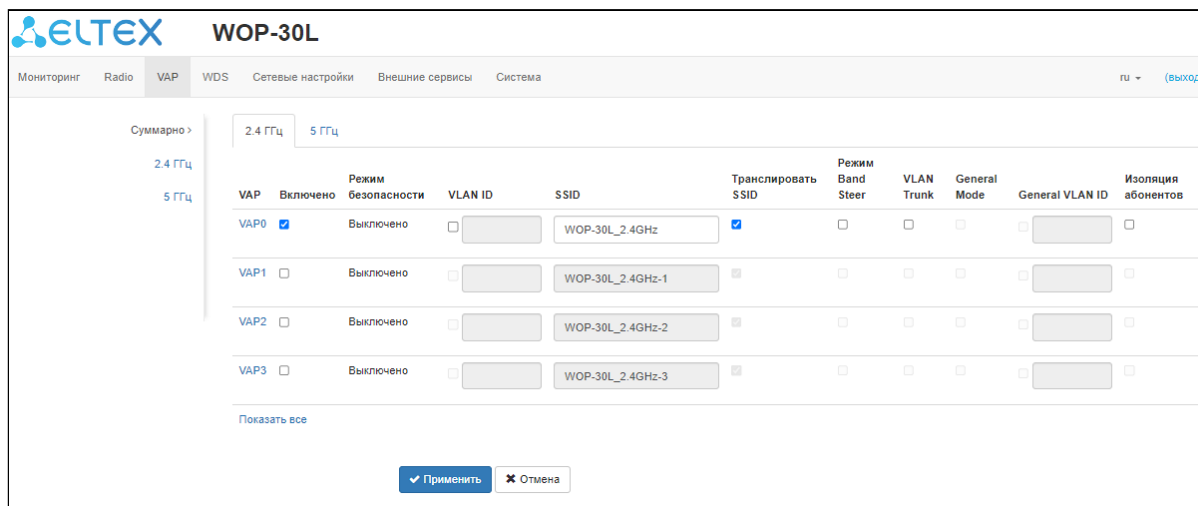 ELTEX WOP-30L
Мониторинг Radio VAP WDS Сетевые настройки Внешние сервисы Система ru (выход
Суммарно >
2.4 ГГц
5 ГГц
2.4 ГГц 5 ГГц
VAP Включено Режим безопасности VLAN ID SSID Транслировать SSID Режим Band Steer VLAN Trunk General Mode General VLAN ID Изоляция абонентов
VAP0 Выключено WOP-30L_2.4GHz
VAP1 Выключено WOP-30L_2.4GHz-1
VAP2 Выключено WOP-30L_2.4GHz-2
VAP3 Выключено WOP-30L_2.4GHz-3
Показать все
Применить Отмена